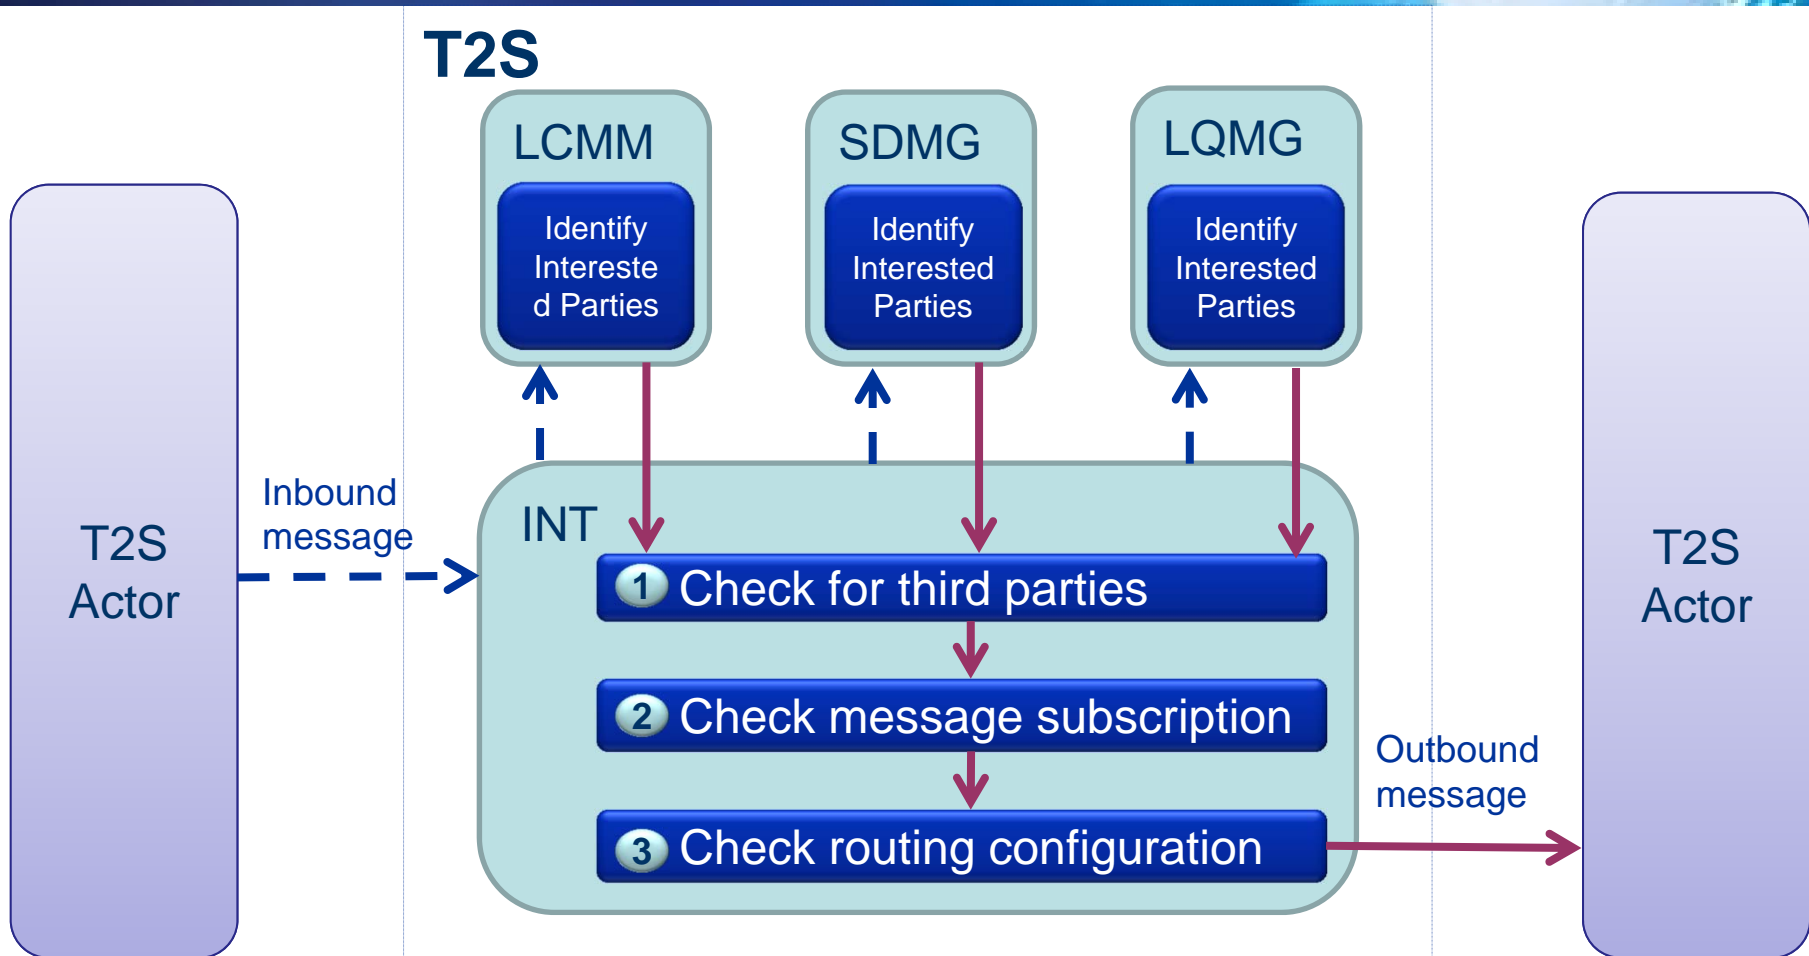 T2S
LCMM
Identify
Intereste
d Parties
SDMG
Identify
Interested
Parties
LQMG
Identify
Interested
Parties
T2S
Actor
Inbound
message
INT
1 Check for third parties
2 Check message subscription
3 Check routing configuration
Outbound
message
T2S
Actor